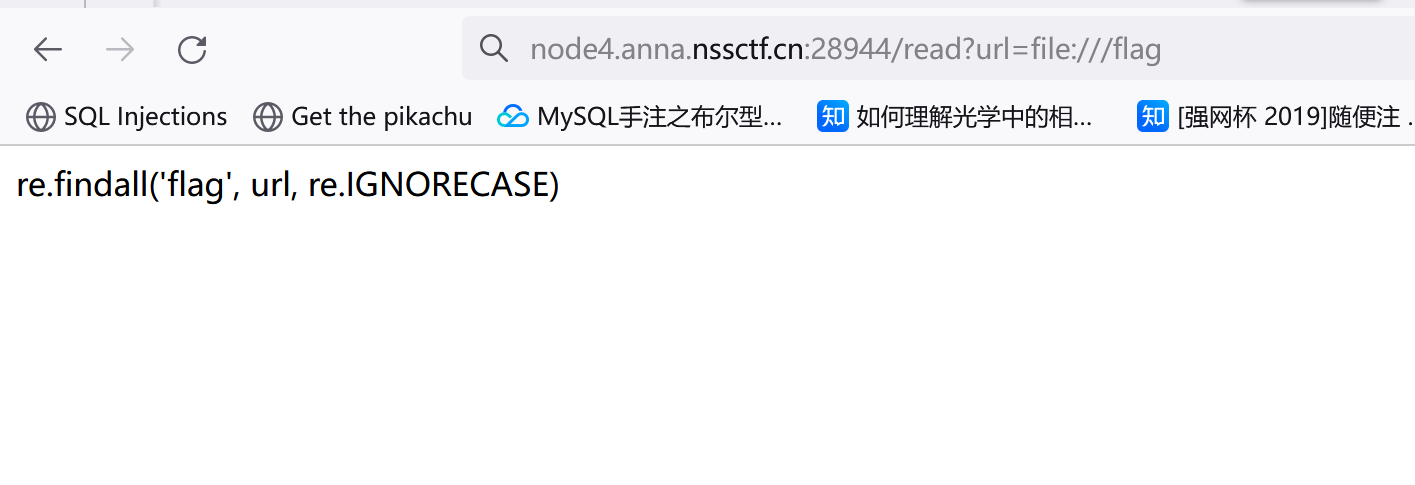 node4.anna.nssctf.cn:28944/read?url=file:///flag
SQL Injections Get the pikachu MySQL手注之布尔型... 知 如何理解光学中的相... 知 [强网杯 2019]随便注 .
re.findall('flag', url, re.IGNORECASE)